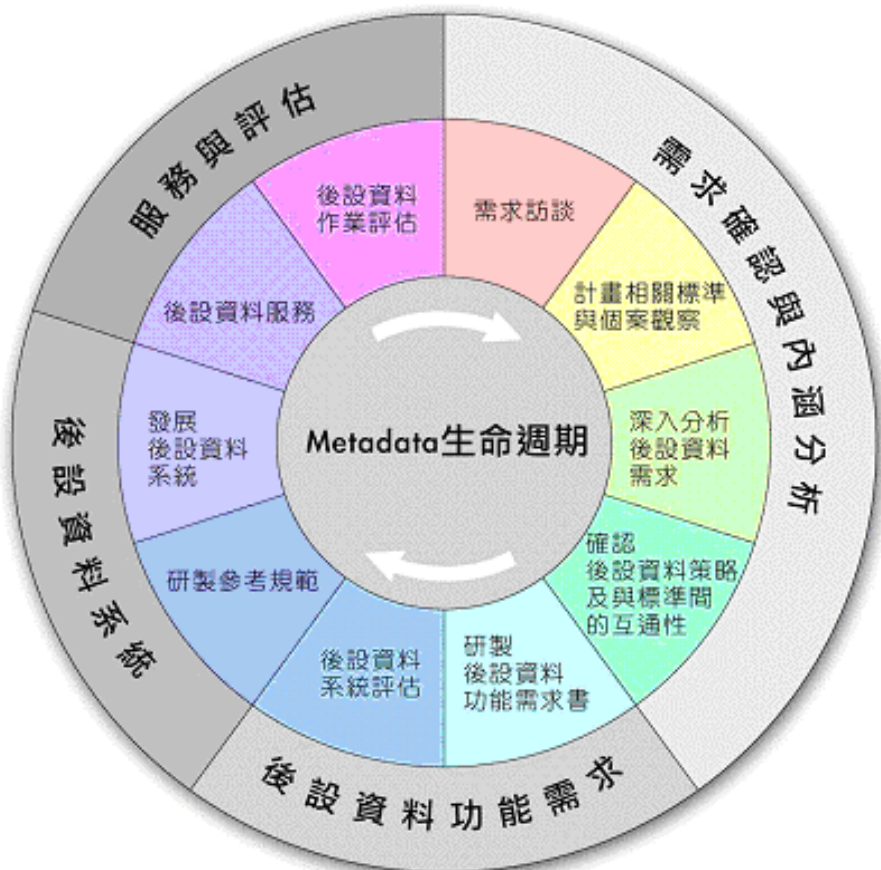 Metadata生命週期
需求確認與內涵分析
需求訪談
計畫相關標準
與個案觀察
深入分析
後設資料
需求
確認
後設資料策略
及與標準間
的互通性
後設資料功能需求
研製
後設資料
功能需求書
後設資料
系統評估
後設資料系統
研製參考規範
發展
後設資料
系統
服務與評估
後設資料服務
後設資料
作業評估